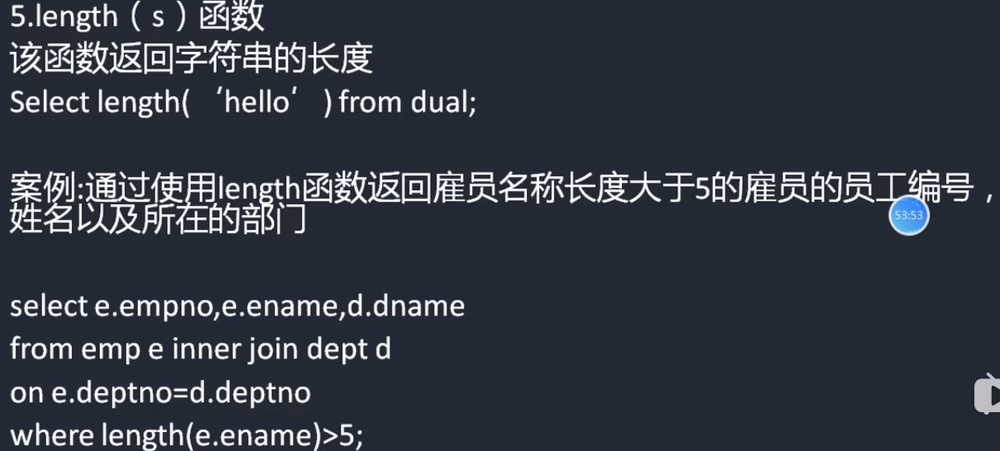 5.length（s）函数
该函数返回字符串的长度
Select length(‘hello’) from dual;
案例:通过使用length函数返回雇员名称长度大于5的雇员的员工编号，
姓名以及所在的部门
53:53
select e.empno,e.ename,d.dname
from emp e inner join dept d
on e.deptno=d.deptno
where length(e.ename)>5;